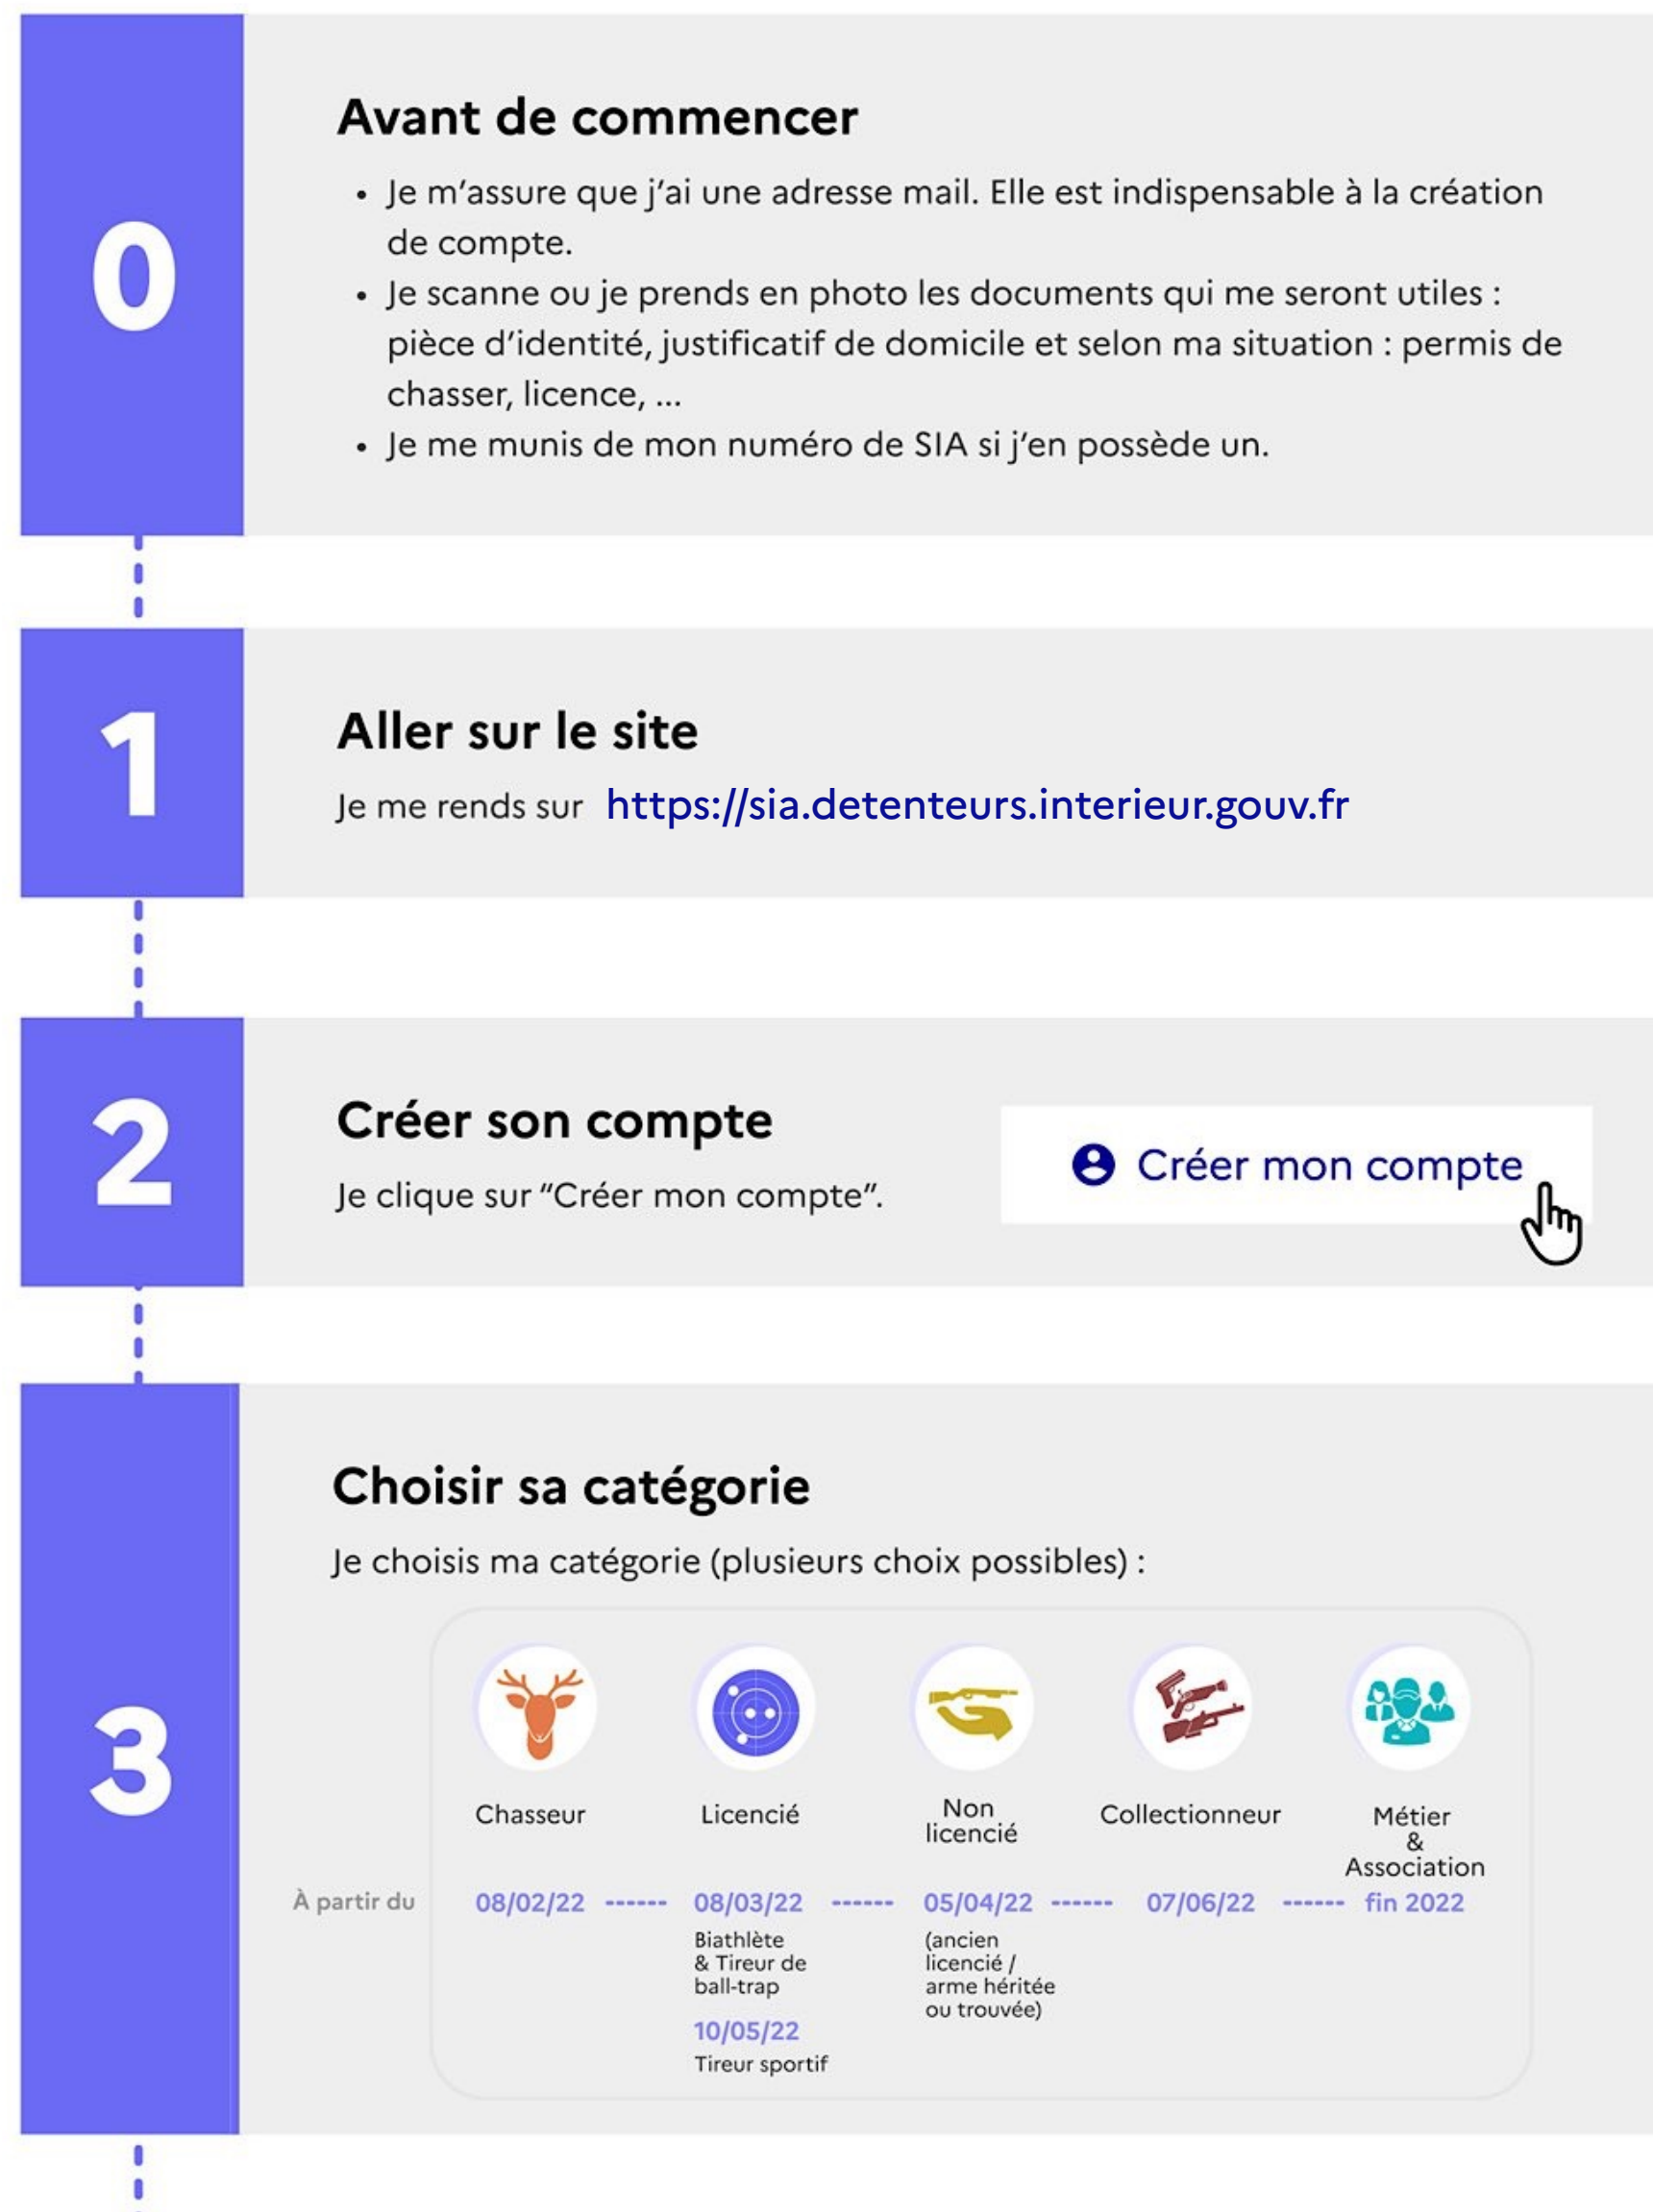 0
Avant de commencer
• Je m’assure que j’ai une adresse mail. Elle est indispensable à la création
de compte.
• Je scanne ou je prends en photo les documents qui me seront utiles :
pièce d'identité, justificatif de domicile et selon ma situation : permis de
chasser, licence, ...
• Je me munis de mon numéro de SIA si j’en possède un.
1
Aller sur le site
Je me rends sur https://sia.detenteurs.interieur.gouv.fr
2
Créer son compte
Je clique sur “Créer mon compte”.
Créer mon compte
3
Choisir sa catégorie
Je choisis ma catégorie (plusieurs choix possibles) :
Chasseur
Licencié
Non
licencié
Collectionneur
Métier
&
Association
À partir du
08/02/22 ------ 08/03/22 ------ 05/04/22 ------ 07/06/22 ------ fin 2022
Biathlète
& Tireur de
ball-trap
10/05/22
Tireur sportif
(ancien
licencié /
arme héritée
ou trouvée)